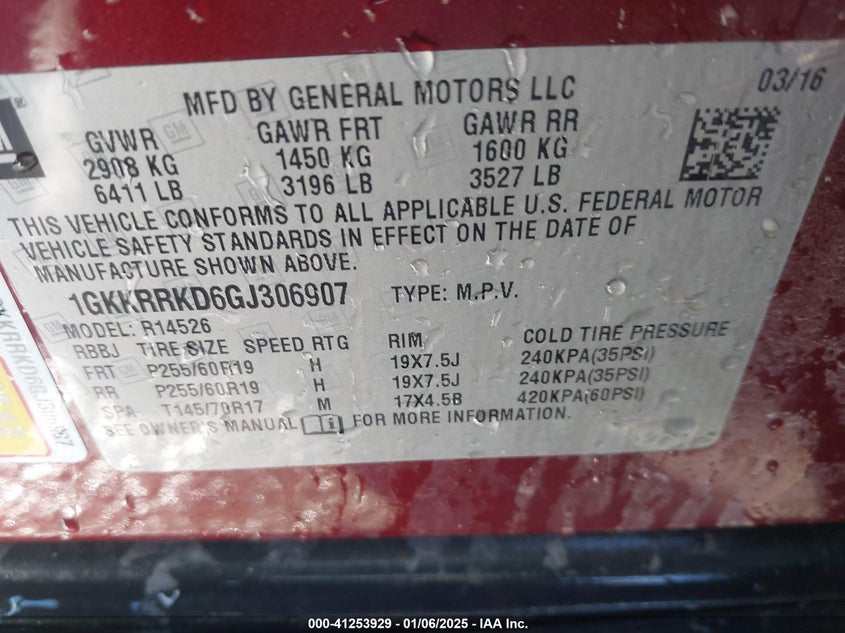 MFD BY GENERAL MOTORS LLC
03/16
GVWR GAWR FRT GAWR RR
2908 KG 1450 KG 1600 KG
6411 LB 3196 LB 3527 LB
THIS VEHICLE CONFORMS TO ALL APPLICABLE U.S. FEDERAL MOTOR
VEHICLE SAFETY STANDARDS IN EFFECT ON THE DATE OF
MANUFACTURE SHOWN ABOVE.
1GKKRRKD6GJ306907 TYPE: M.P.V.
MODEL: R14526
RBBJ TIRE SIZE SPEED RTG RIM COLD TIRE PRESSURE
FRT P255/60R19 H 19X7.5J 240KPA(35PSI)
RR P255/60R19 H 19X7.5J 240KPA(35PSI)
SPA T145/70R17 M 17X4.5B 420KPA(60PSI)
SEE OWNER'S MANUAL FOR MORE INFORMATION.
000-41253929 - 01/06/2025 - IAA Inc.